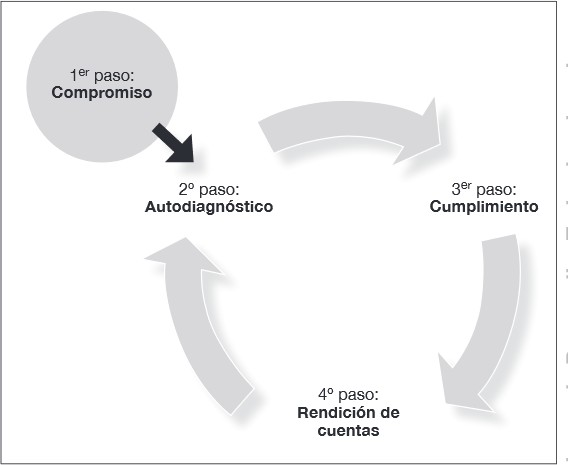 1er paso:
Compromiso
2º paso:
Autodiagnóstico
3er paso:
Cumplimiento
4º paso:
Rendición de
cuentas